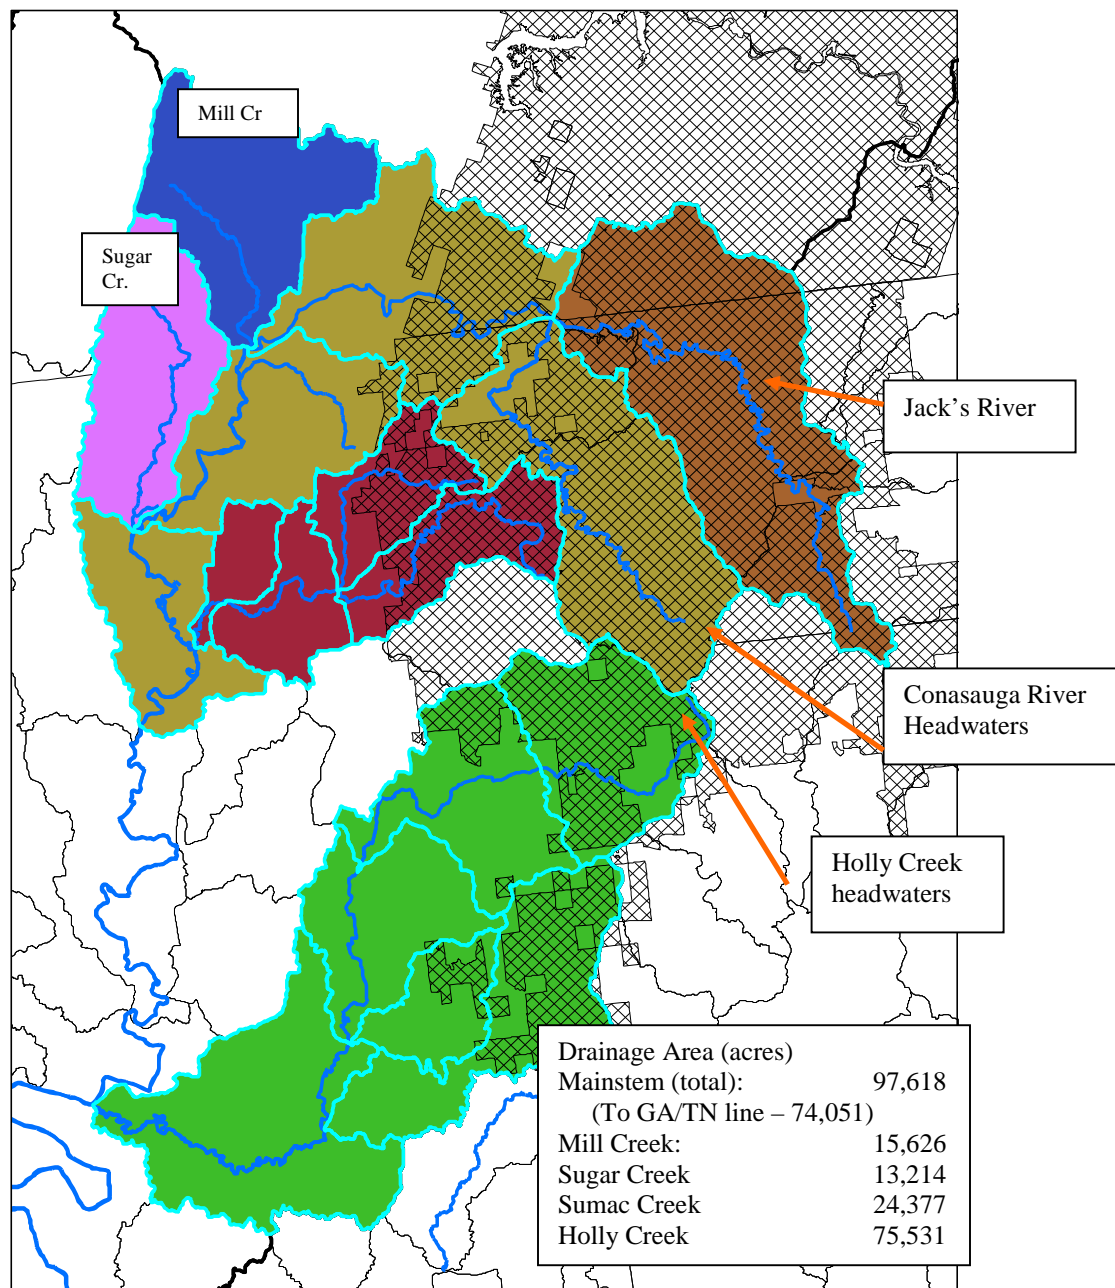 Mill Cr
Sugar
Cr.
Jack's River
Conasauga River
Headwaters
Holly Creek
headwaters
Drainage Area (acres)
Mainstem (total): 97,618
(To GA/TN line – 74,051)
Mill Creek: 15,626
Sugar Creek 13,214
Sumac Creek 24,377
Holly Creek 75,531